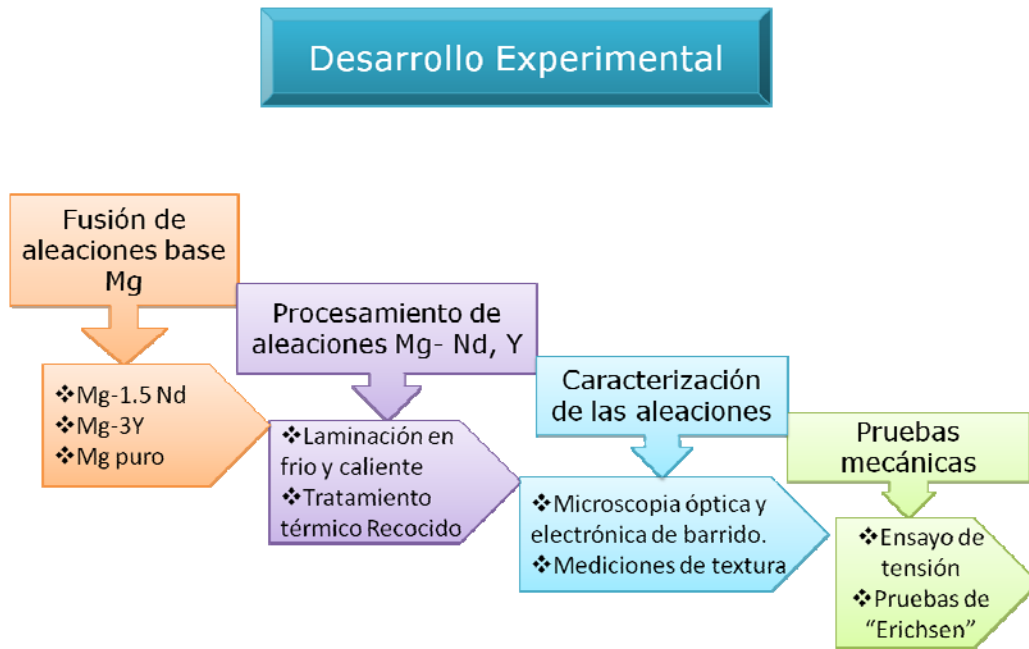 Desarrollo Experimental
Fusión de
aleaciones base
Mg
❖Mg-1.5 Nd
❖Mg-3Y
❖Mg puro
Procesamiento de
aleaciones Mg- Nd, Y
❖Laminación en
frio y caliente
❖Tratamiento
térmico Recocido
Caracterización
de las aleaciones
❖Microscopia óptica y
electrónica de barrido.
❖Mediciones de textura
Pruebas
mecánicas
❖Ensayo de
tensión
❖Pruebas de
“Erichsen”